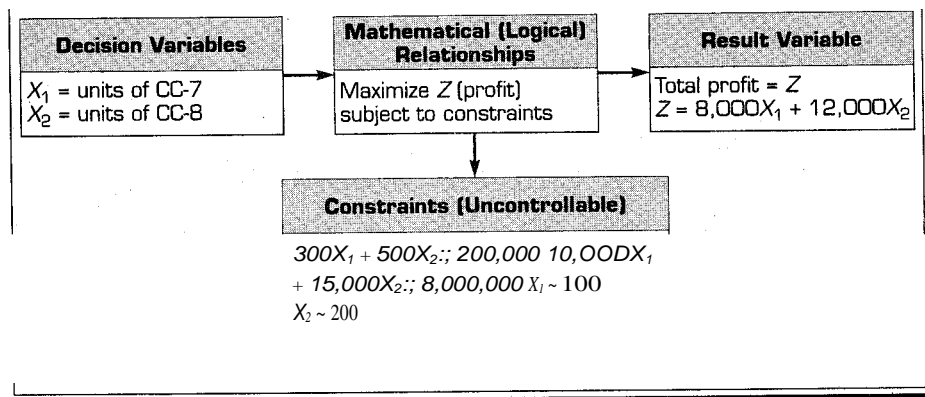 Decision Variables
X₁ = units of CC-7
X₂ = units of CC-8
Mathematical (Logical)
Relationships
Maximize Z (profit)
subject to constraints
Result Variable
Total profit = Z
Z = 8,000X₁ + 12,000X₂
Constraints (Uncontrollable)
300X₁ + 500X₂:; 200,000 10,OODX₁
+ 15,000X₂:; 8,000,000 X₁ ~ 100
X₂ ~ 200